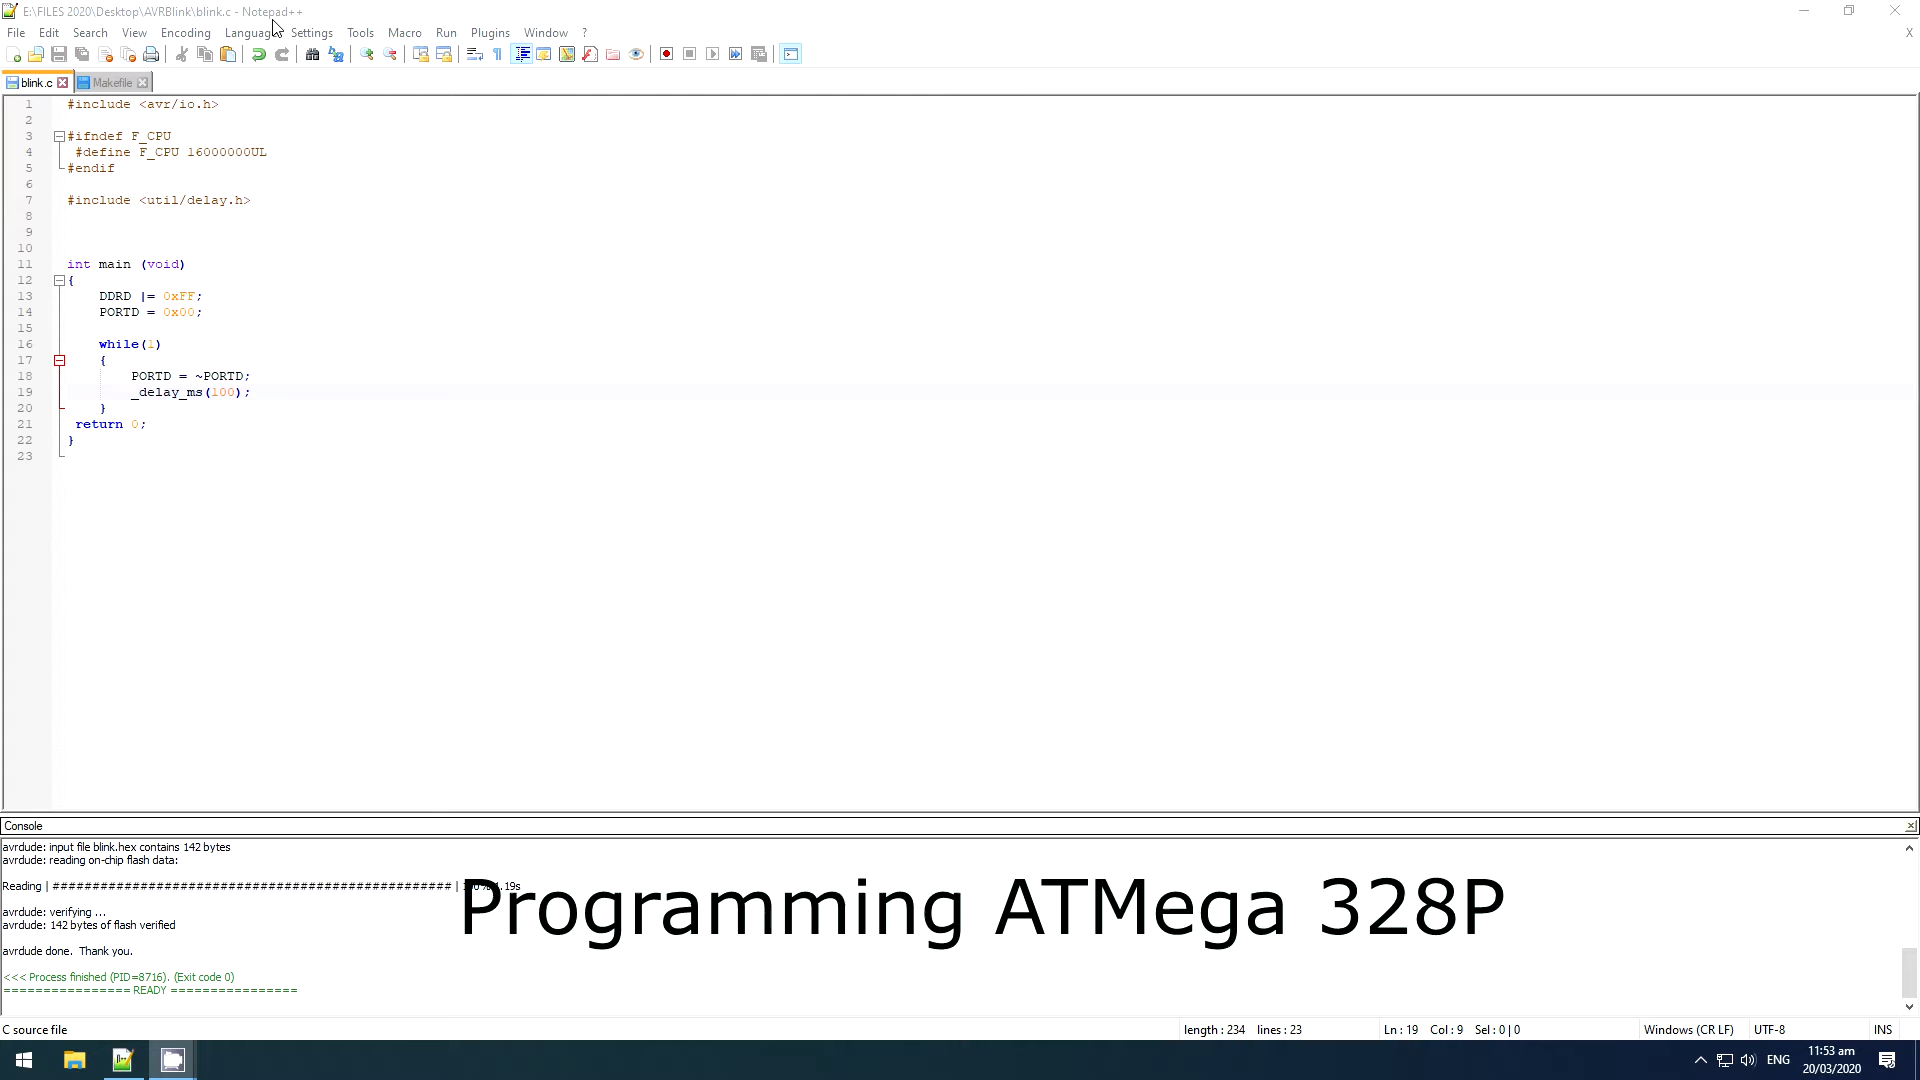 E:\FILES 2020\Desktop\AVRBlink\blink.c - Notepad++
File Edit Search View Encoding Language Settings Tools Macro Run Plugins Window ? X
blink.c Makefile
1 #include <avr/io.h>
2
3 #ifndef F_CPU
4 #define F_CPU 16000000UL
5 #endif
6
7 #include <util/delay.h>
8
9
10
11 int main (void)
12 {
13 DDRD |= 0xFF;
14 PORTD = 0x00;
15
16 while(1)
17 {
18 PORTD = ~PORTD;
19 _delay_ms(100);
20 }
21 return 0;
22 }
23
Console
avrdude: input file blink.hex contains 142 bytes
avrdude: reading on-chip flash data:
Reading | ################################################## | 100% 1.19s
avrdude: verifying ...
avrdude: 142 bytes of flash verified
avrdude done. Thank you.
<<< Process finished (PID=8716). (Exit code 0)
================ READY ================
Programming ATMega 328P
C source file length : 234 lines : 23 Ln : 19 Col : 9 Sel : 0 | 0 Windows (CR LF) UTF-8 INS
ENG 11:53 am
20/03/2020